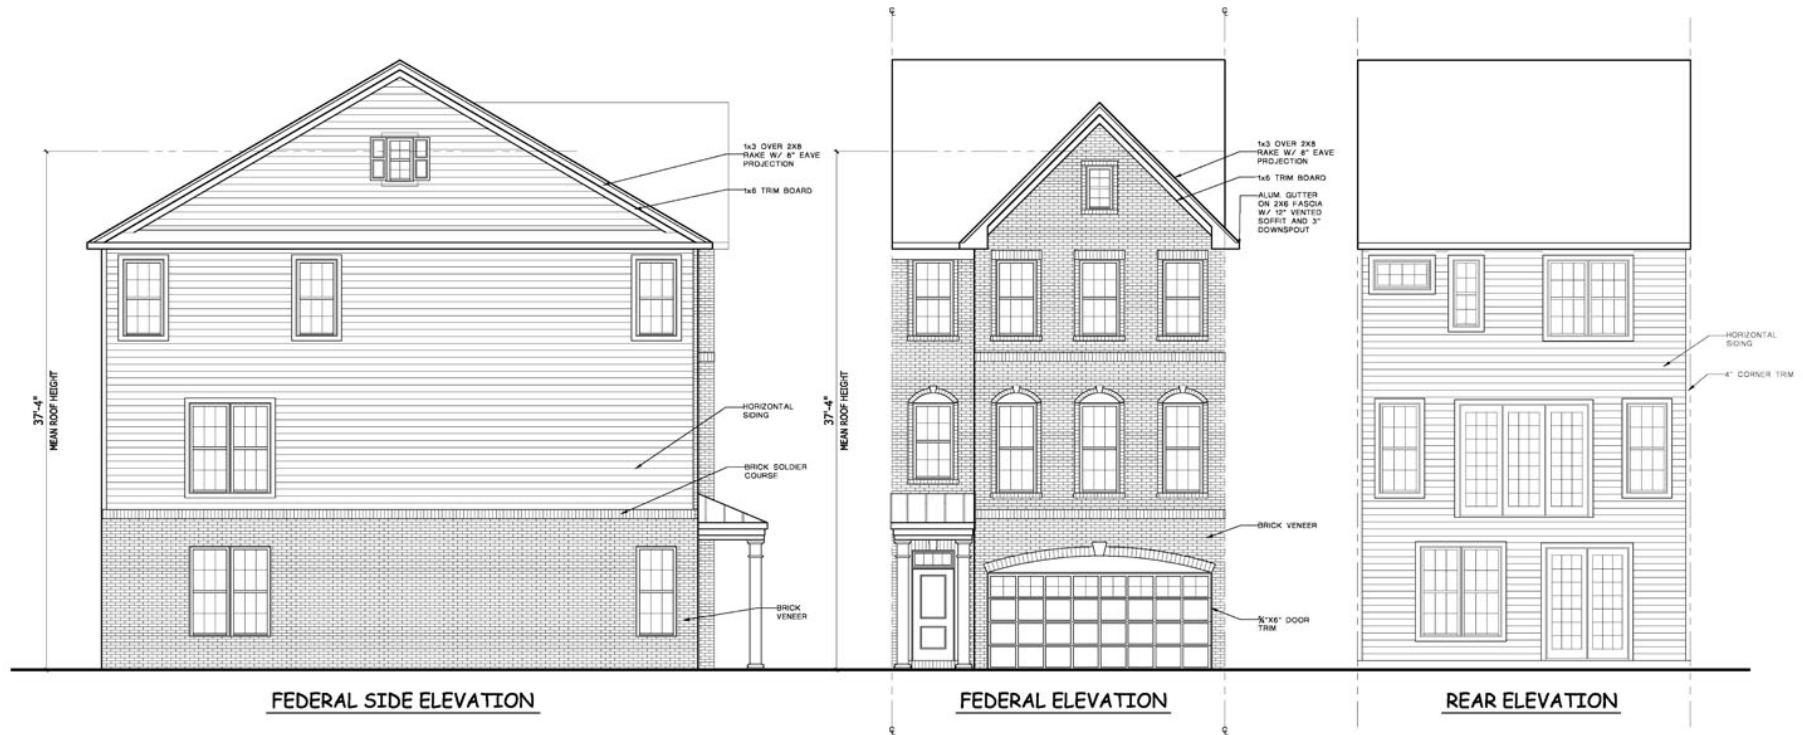 ℄
℄
1x3 OVER 2X8
RAKE W/ 8" EAVE
PROJECTION
1x6 TRIM BOARD
37'-4"
MEAN ROOF HEIGHT
HORIZONTAL
SIDING
BRICK SOLDIER
COURSE
BRICK
VENEER
FEDERAL SIDE ELEVATION
37'-4"
MEAN ROOF HEIGHT
1x3 OVER 2X8
RAKE W/ 8" EAVE
PROJECTION
1x6 TRIM BOARD
ALUM. GUTTER
ON 2X6 FASCIA
W/ 12" VENTED
SOFFIT AND 3"
DOWNSPOUT
BRICK VENEER
X6" DOOR
TRIM
FEDERAL ELEVATION
℄
℄
HORIZONTAL
SIDING
4" CORNER TRIM
REAR ELEVATION